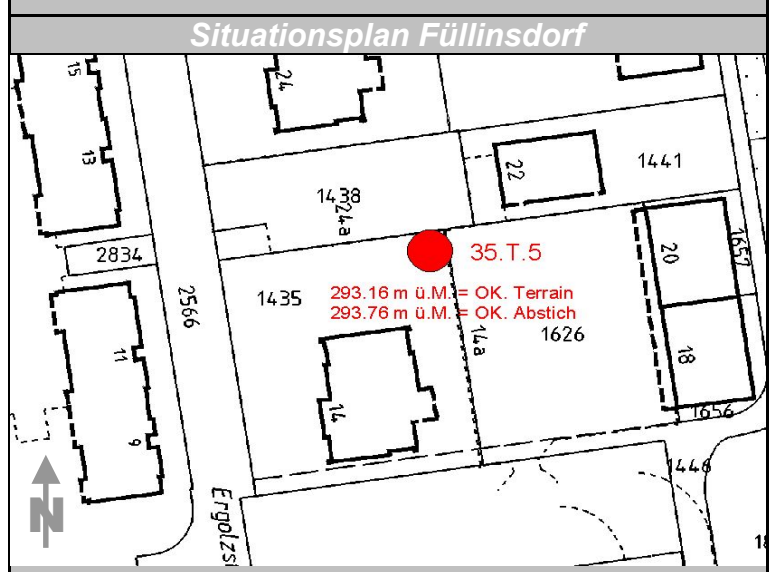 Situationsplan Füllinsdorf
15
24
13
22
1441
1438
24a
2834
35.T.5
20
1657
2566
1435
293.16 m ü.M. = OK. Terrain
293.76 m ü.M. = OK. Abstich
14a
1626
11
18
14
1656
9
1446
N
Ergolzs